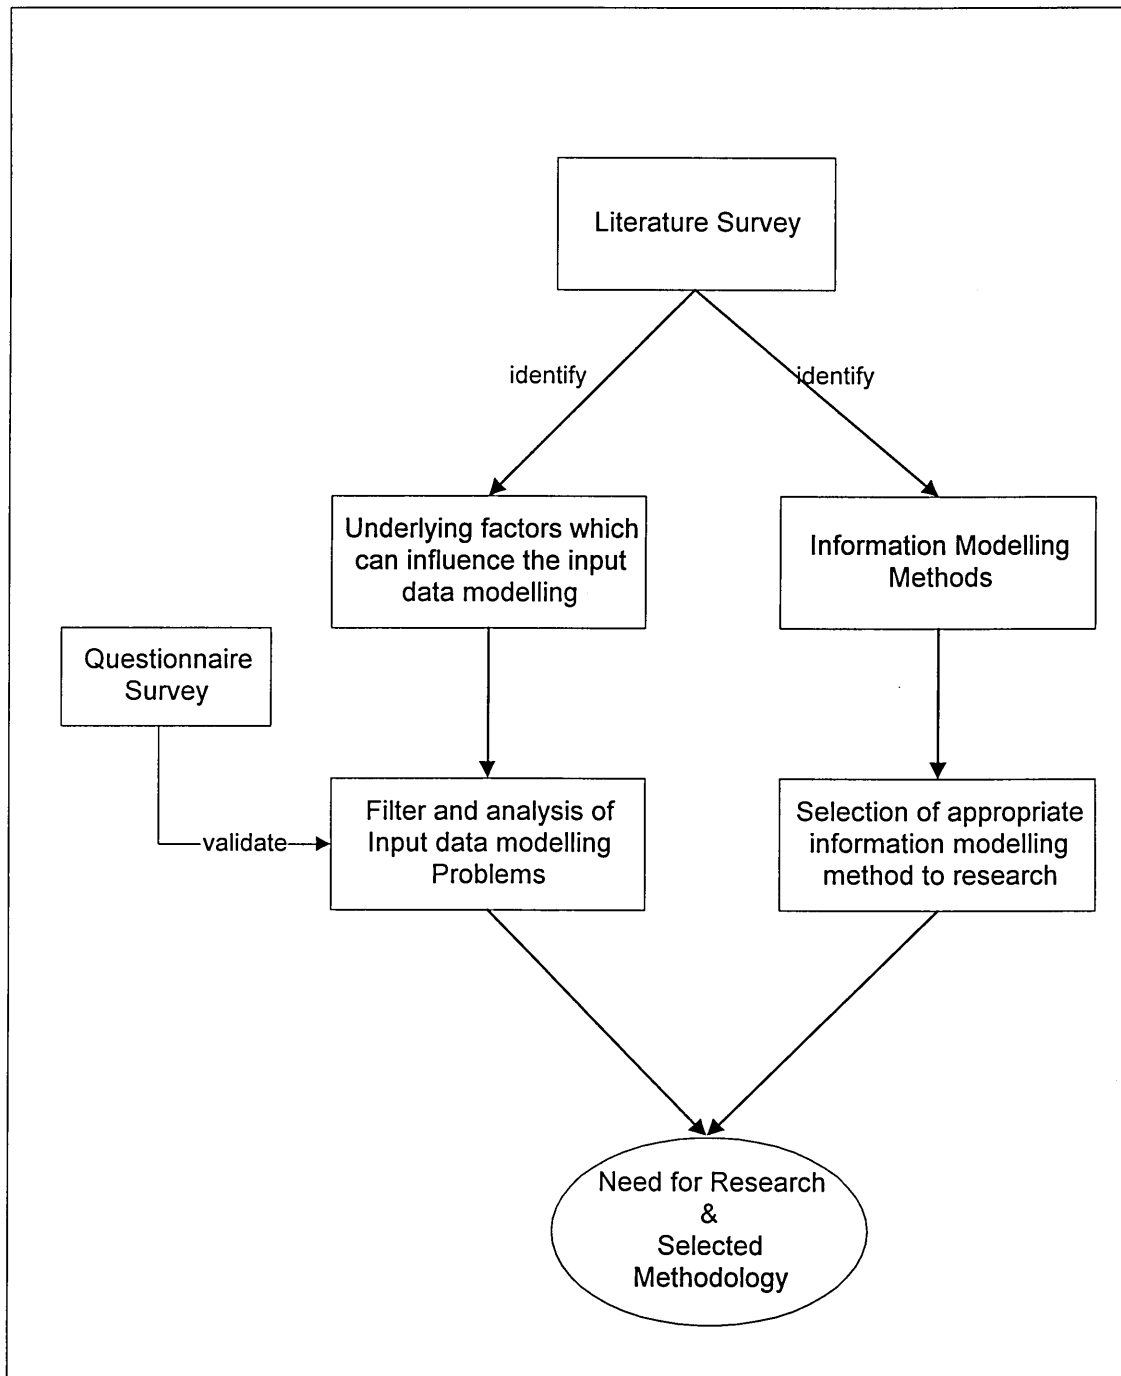 Literature Survey
identify
identify
Underlying factors which
can influence the input
data modelling
Information Modelling
Methods
Questionnaire
Survey
validate
Filter and analysis of
Input data modelling
Problems
Selection of appropriate
information modelling
method to research
Need for Research
&
Selected
Methodology